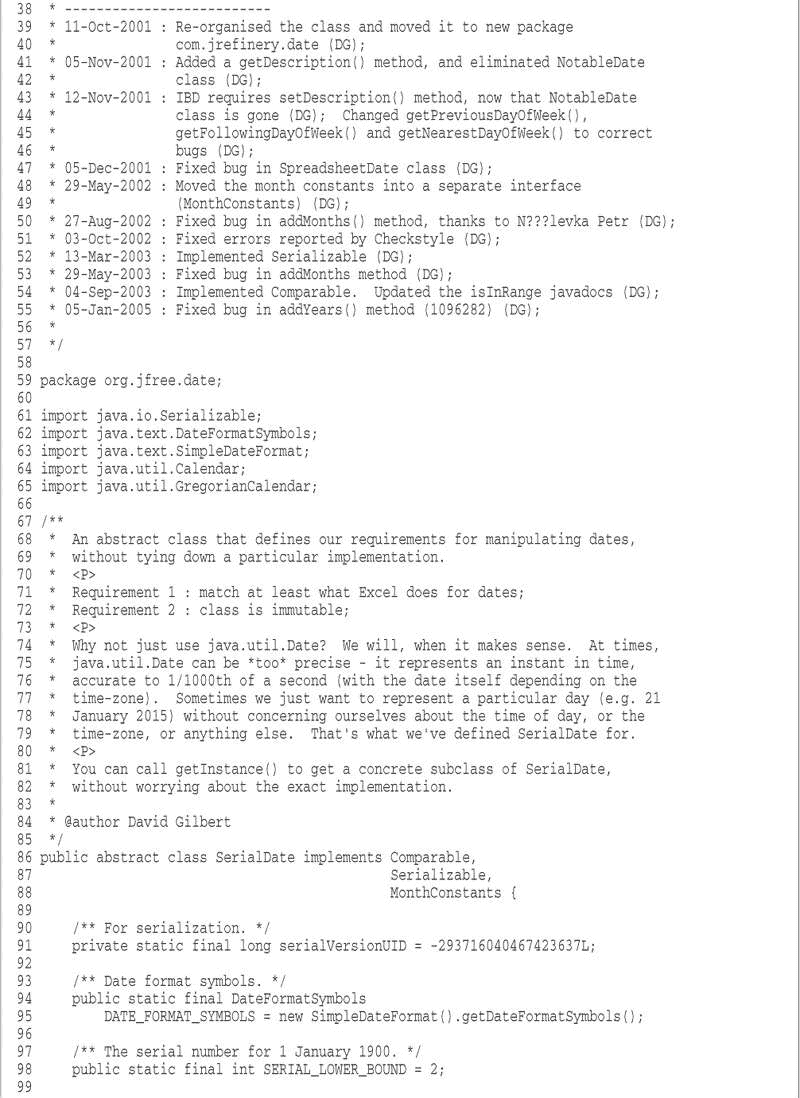 38  * --------------------------
39  * 11-Oct-2001 : Re-organised the class and moved it to new package
40  *               com.jrefinery.date (DG);
41  * 05-Nov-2001 : Added a getDescription() method, and eliminated NotableDate
42  *               class (DG);
43  * 12-Nov-2001 : IBD requires setDescription() method, now that NotableDate
44  *               class is gone (DG);  Changed getPreviousDayOfWeek(),
45  *               getFollowingDayOfWeek() and getNearestDayOfWeek() to correct
46  *               bugs (DG);
47  * 05-Dec-2001 : Fixed bug in SpreadsheetDate class (DG);
48  * 29-May-2002 : Moved the month constants into a separate interface
49  *               (MonthConstants) (DG);
50  * 27-Aug-2002 : Fixed bug in addMonths() method, thanks to N???levka Petr (DG);
51  * 03-Oct-2002 : Fixed errors reported by Checkstyle (DG);
52  * 13-Mar-2003 : Implemented Serializable (DG);
53  * 29-May-2003 : Fixed bug in addMonths method (DG);
54  * 04-Sep-2003 : Implemented Comparable.  Updated the isInRange javadocs (DG);
55  * 05-Jan-2005 : Fixed bug in addYears() method (1096282) (DG);
56  *
57  */
58
59 package org.jfree.date;
60
61 import java.io.Serializable;
62 import java.text.DateFormatSymbols;
63 import java.text.SimpleDateFormat;
64 import java.util.Calendar;
65 import java.util.GregorianCalendar;
66
67 /**
68  *  An abstract class that defines our requirements for manipulating dates,
69  *  without tying down a particular implementation.
70  *  <P>
71  *  Requirement 1 : match at least what Excel does for dates;
72  *  Requirement 2 : class is immutable;
73  *  <P>
74  *  Why not just use java.util.Date?  We will, when it makes sense.  At times,
75  *  java.util.Date can be *too* precise - it represents an instant in time,
76  *  accurate to 1/1000th of a second (with the date itself depending on the
77  *  time-zone).  Sometimes we just want to represent a particular day (e.g. 21
78  *  January 2015) without concerning ourselves about the time of day, or the
79  *  time-zone, or anything else.  That's what we've defined SerialDate for.
80  *  <P>
81  *  You can call getInstance() to get a concrete subclass of SerialDate,
82  *  without worrying about the exact implementation.
83  *
84  * @author David Gilbert
85  */
86 public abstract class SerialDate implements Comparable,
87                                             Serializable,
88                                             MonthConstants {
89
90     /** For serialization. */
91     private static final long serialVersionUID = -293716040467423637L;
92
93     /** Date format symbols. */
94     public static final DateFormatSymbols
95         DATE_FORMAT_SYMBOLS = new SimpleDateFormat().getDateFormatSymbols();
96
97     /** The serial number for 1 January 1900. */
98     public static final int SERIAL_LOWER_BOUND = 2;
99